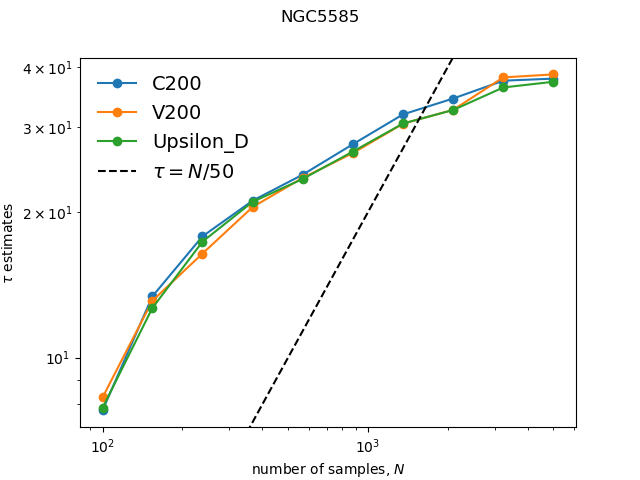 NGC5585
4 × 10¹
3 × 10¹
2 × 10¹
10¹
τ estimates
C200
V200
Upsilon_D
τ = N/50
10²
10³
number of samples, N